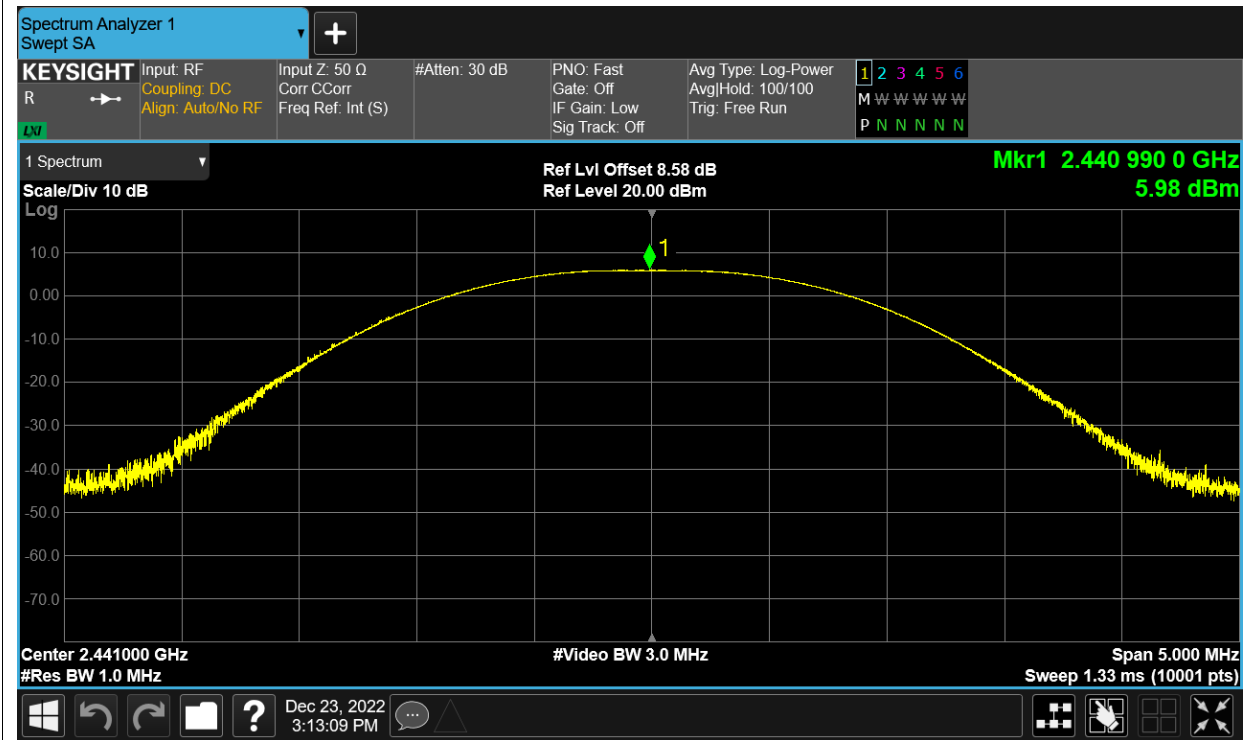 Spectrum Analyzer 1
Swept SA
KEYSIGHT
R
LXI
Input: RF
Coupling: DC
Align: Auto/No RF
Input Z: 50 Ω
Corr CCorr
Freq Ref: Int (S)
#Atten: 30 dB
PNO: Fast
Gate: Off
IF Gain: Low
Sig Track: Off
Avg Type: Log-Power
Avg|Hold: 100/100
Trig: Free Run
1 2 3 4 5 6
M W W W W W
P N N N N N
1 Spectrum
Scale/Div 10 dB
Log
Ref Lvl Offset 8.58 dB
Ref Level 20.00 dBm
Mkr1 2.440 990 0 GHz
5.98 dBm
1
10.0
0.00
-10.0
-20.0
-30.0
-40.0
-50.0
-60.0
-70.0
Center 2.441000 GHz
#Video BW 3.0 MHz
Span 5.000 MHz
#Res BW 1.0 MHz
Sweep 1.33 ms (10001 pts)
?
Dec 23, 2022
3:13:09 PM